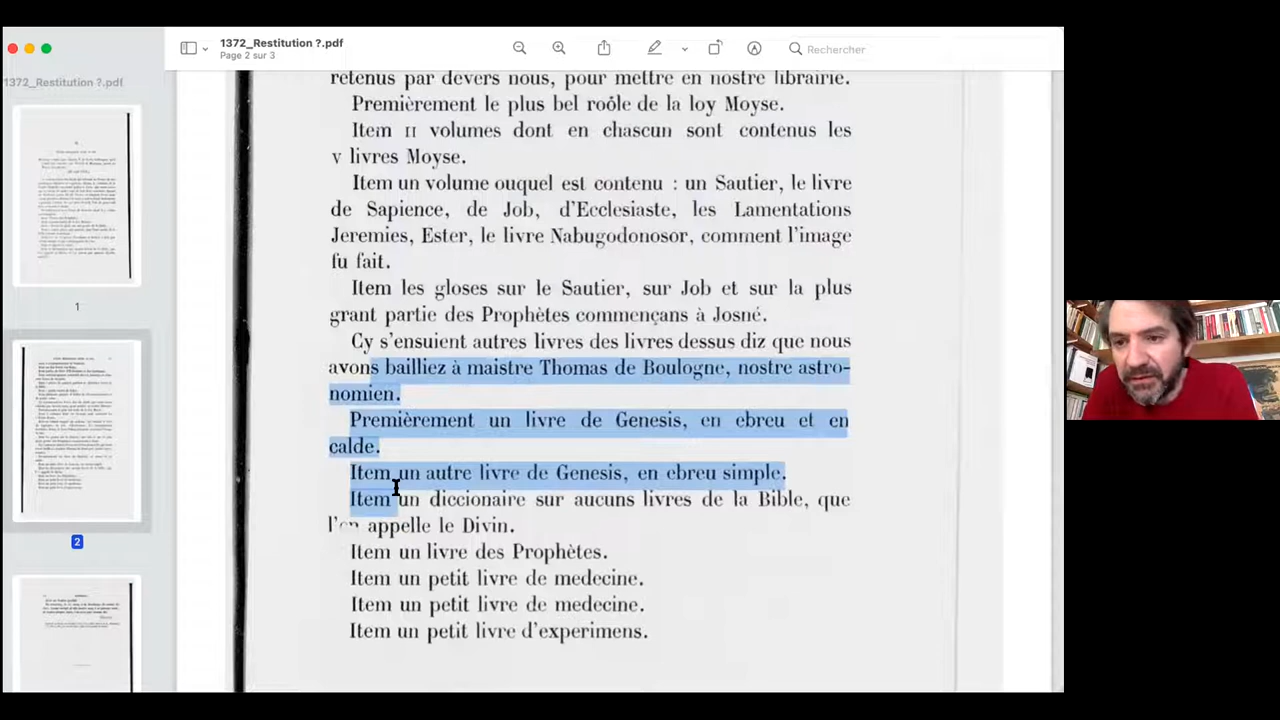 1372_Restitution ?.pdf
Page 2 sur 3
Rechercher
1372_Restitution ?.pdf
1
2
retenus par devers nous, pour mettre en nostre librairie.
Premièrement le plus bel roôle de la loy Moyse.
Item II volumes dont en chascun sont contenus les
v livres Moyse.
Item un volume ouquel est contenu : un Sautier, le livre
de Sapience, de Job, d'Ecclesiaste, les Lamentations
Jeremies, Ester, le livre Nabugodonosor, comment l'image
fu fait.
Item les gloses sur le Sautier, sur Job et sur la plus
grant partie des Prophètes commençans à Josné.
Cy s'ensuient autres livres des livres dessus diz que nous
avons bailliez à maistre Thomas de Boulogne, nostre astro-
nomien.
Premièrement un livre de Genesis, en ebreu et en
calde.
Item un autre livre de Genesis, en ebreu simple.
Item un diccionaire sur aucuns livres de la Bible, que
l'en appelle le Divin.
Item un livre des Prophètes.
Item un petit livre de medecine.
Item un petit livre de medecine.
Item un petit livre d'experimens.